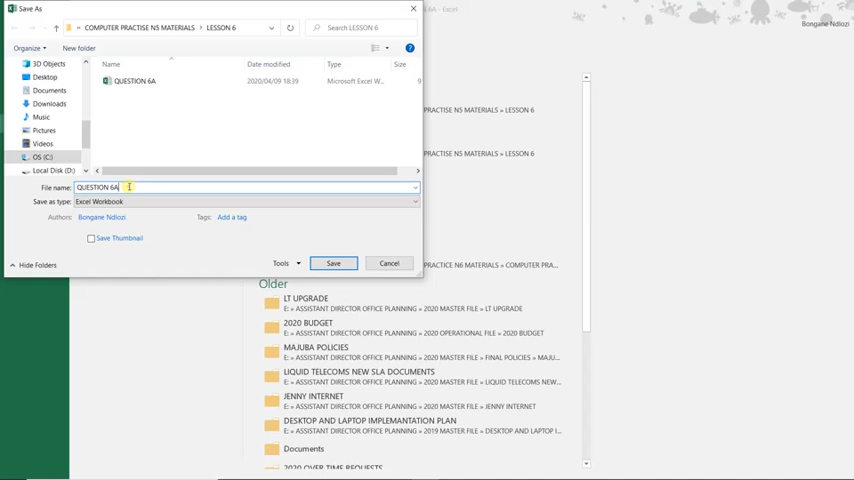 Save As
6A - Excel
Bongane Ndlozi
« COMPUTER PRACTISE N5 MATERIALS > LESSON 6
Search LESSON 6
Organize
New folder
Name
Date modified
Type
Size
3D Objects
Desktop
Documents
Downloads
Music
Pictures
Videos
OS (C:)
Local Disk (D:)
QUESTION 6A
2020/04/09 18:39
Microsoft Excel W...
9
File name:
QUESTION 6A
Save as type:
Excel Workbook
Authors:
Bongane Ndlozi
Tags:
Add a tag
Save Thumbnail
Hide Folders
Tools
Save
Cancel
PRACTISE N5 MATERIALS » LESSON 6
PRACTISE N5 MATERIALS » LESSON 6
PRACTICE N6 MATERIALS » COMPUTER PRA...
Older
LT UPGRADE
E: » ASSISTANT DIRECTOR OFFICE PLANNING » 2020 MASTER FILE » LT UPGRADE
2020 BUDGET
E: » ASSISTANT DIRECTOR OFFICE PLANNING » 2020 OPERATIONAL FILE » 2020 BUDGET
MAJUBA POLICIES
E: » ASSISTANT DIRECTOR OFFICE PLANNING » 2020 MASTER FILE » FINAL POLICIES » MAJU...
LIQUID TELECOMS NEW SLA DOCUMENTS
E: » ASSISTANT DIRECTOR OFFICE PLANNING » 2020 MASTER FILE » LIQUID TELECOMS NEW...
JENNY INTERNET
E: » ASSISTANT DIRECTOR OFFICE PLANNING » 2020 MASTER FILE » JENNY INTERNET
DESKTOP AND LAPTOP IMPLEMANTATION PLAN
E: » ASSISTANT DIRECTOR OFFICE PLANNING » 2019 MASTER FILE » DESKTOP AND LAPTOP I...
Documents
2020 OVER TIME REQUESTS